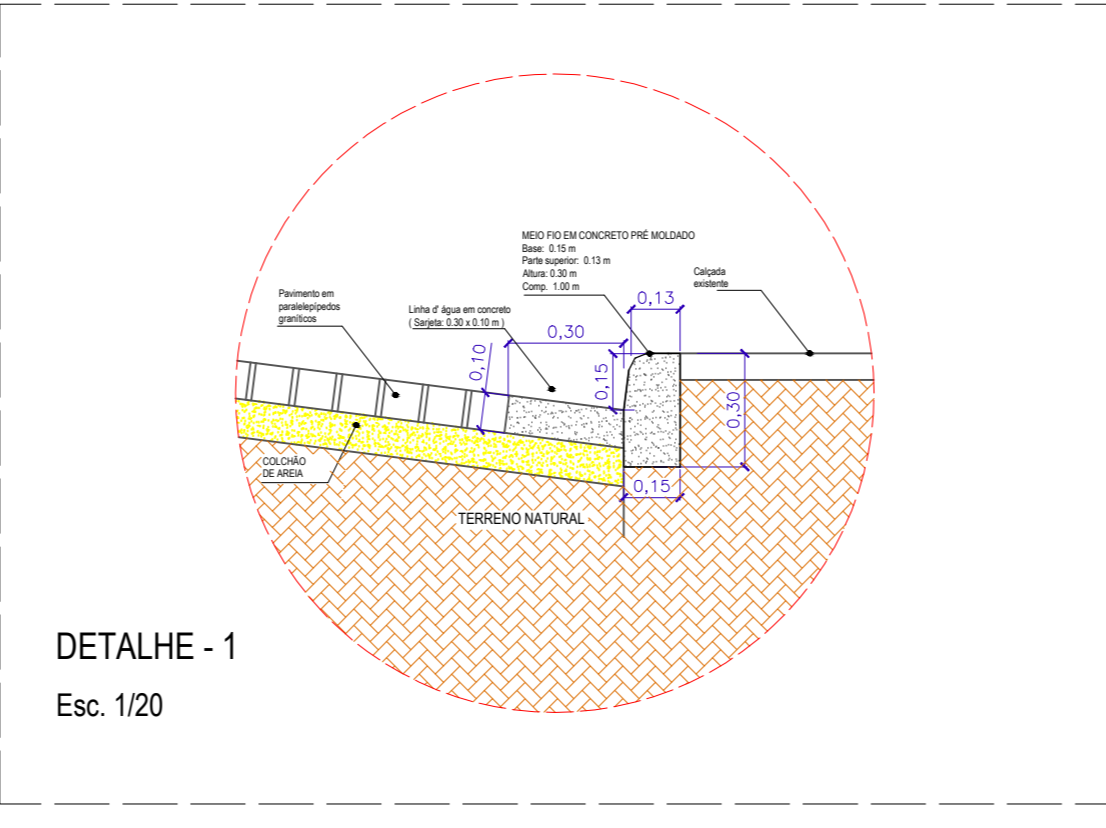 MEIO FIO EM CONCRETO PRÉ MOLDADO
Base: 0.15 m
Parte superior: 0.13 m
Altura: 0.30 m
Comp. 1.00 m
Calçada
existente
Pavimento em
paralelepípedos
graníticos
Linha d' água em concreto
( Sarjeta: 0.30 x 0.10 m )
0,13
0,30
0,10
0,15
0,30
0,15
COLCHÃO
DE AREIA
TERRENO NATURAL
DETALHE - 1
Esc. 1/20